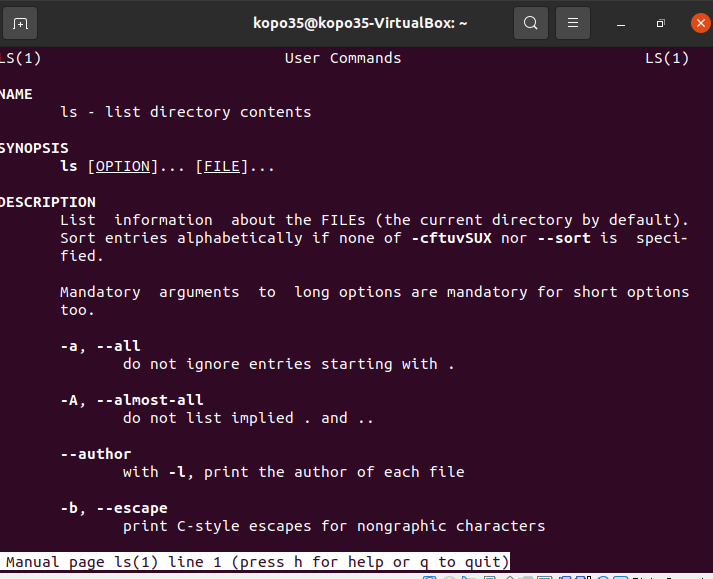 kopo35@kopo35-VirtualBox: ~
LS(1) User Commands LS(1)
NAME
ls - list directory contents
SYNOPSIS
ls [OPTION]... [FILE]...
DESCRIPTION
List information about the FILEs (the current directory by default).
Sort entries alphabetically if none of -cftuvSUX nor --sort is speci-
fied.
Mandatory arguments to long options are mandatory for short options
too.
-a, --all
do not ignore entries starting with .
-A, --almost-all
do not list implied . and ..
--author
with -l, print the author of each file
-b, --escape
print C-style escapes for nongraphic characters
Manual page ls(1) line 1 (press h for help or q to quit)